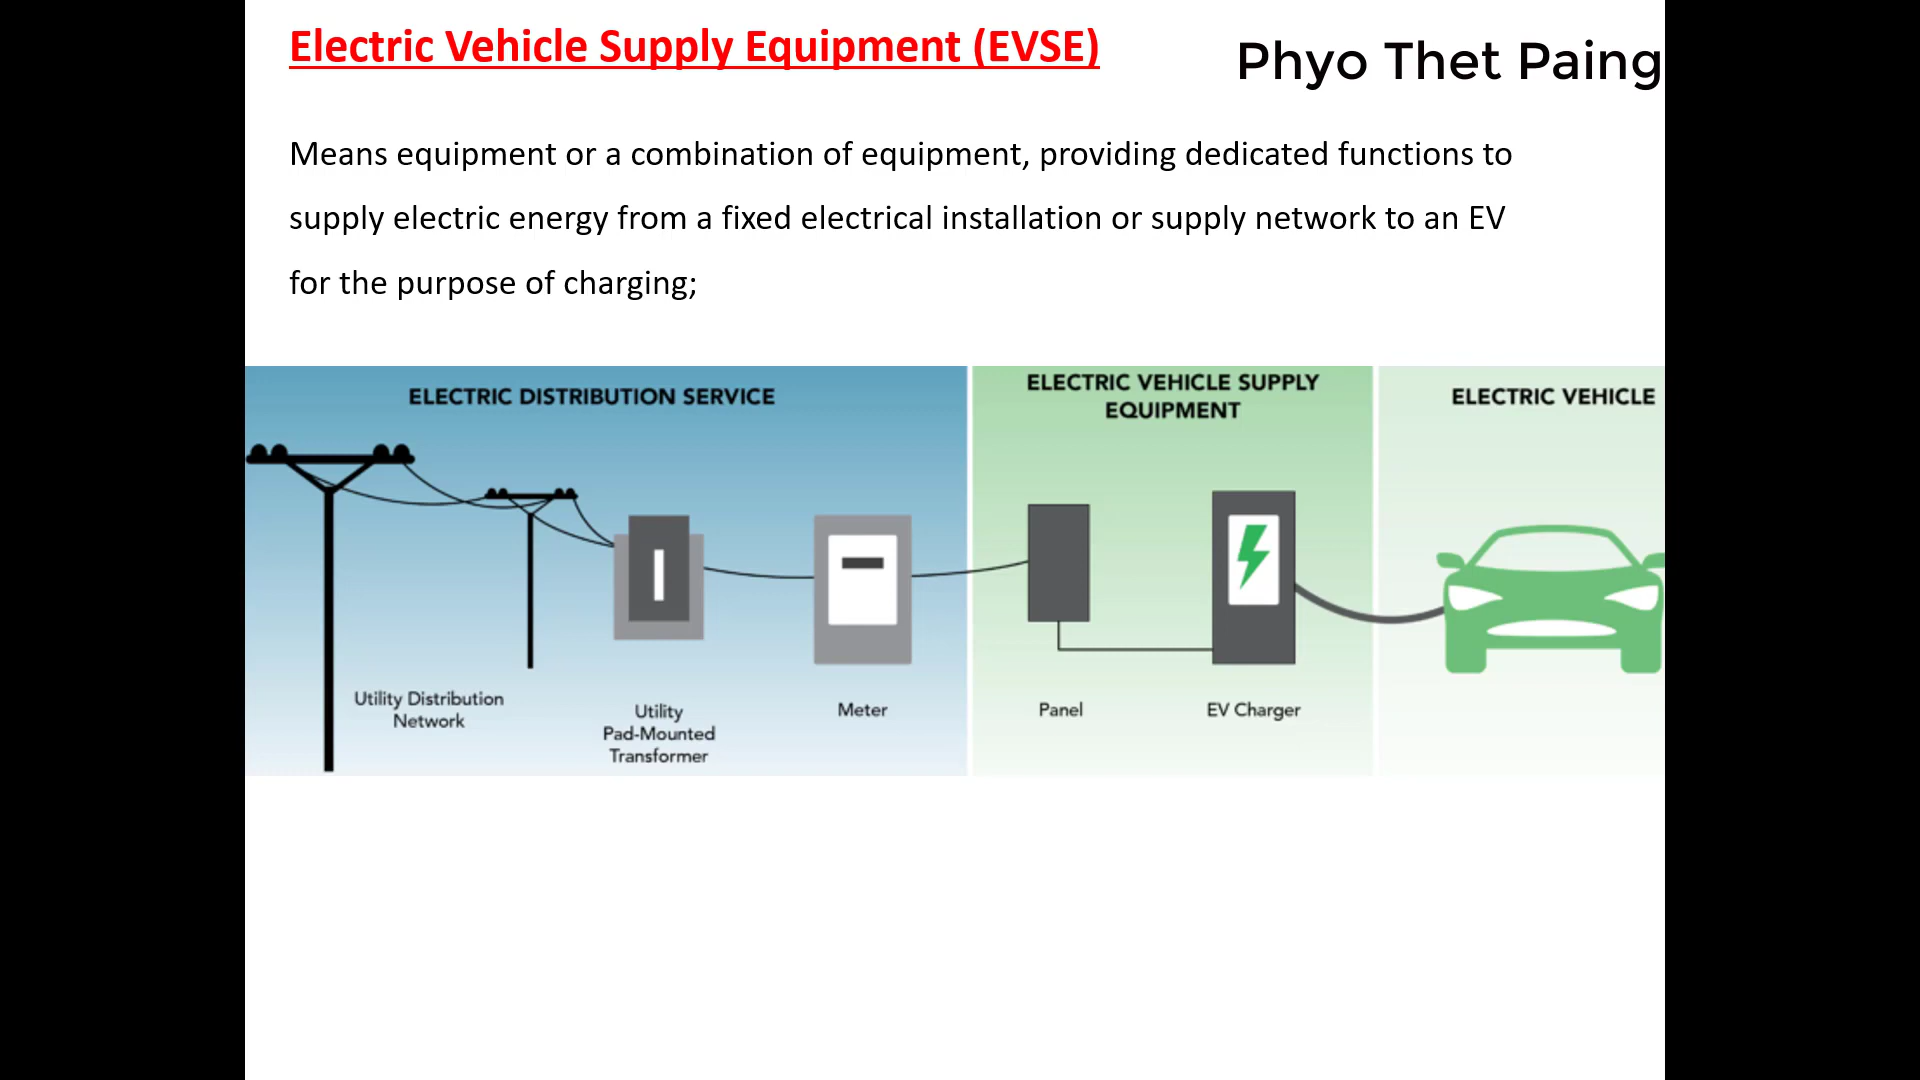 Electric Vehicle Supply Equipment (EVSE)
Phyo Thet Paing
Means equipment or a combination of equipment, providing dedicated functions to
supply electric energy from a fixed electrical installation or supply network to an EV
for the purpose of charging;
ELECTRIC DISTRIBUTION SERVICE
Utility Distribution
Network
Utility
Pad-Mounted
Transformer
Meter
ELECTRIC VEHICLE SUPPLY
EQUIPMENT
Panel
EV Charger
ELECTRIC VEHICLE